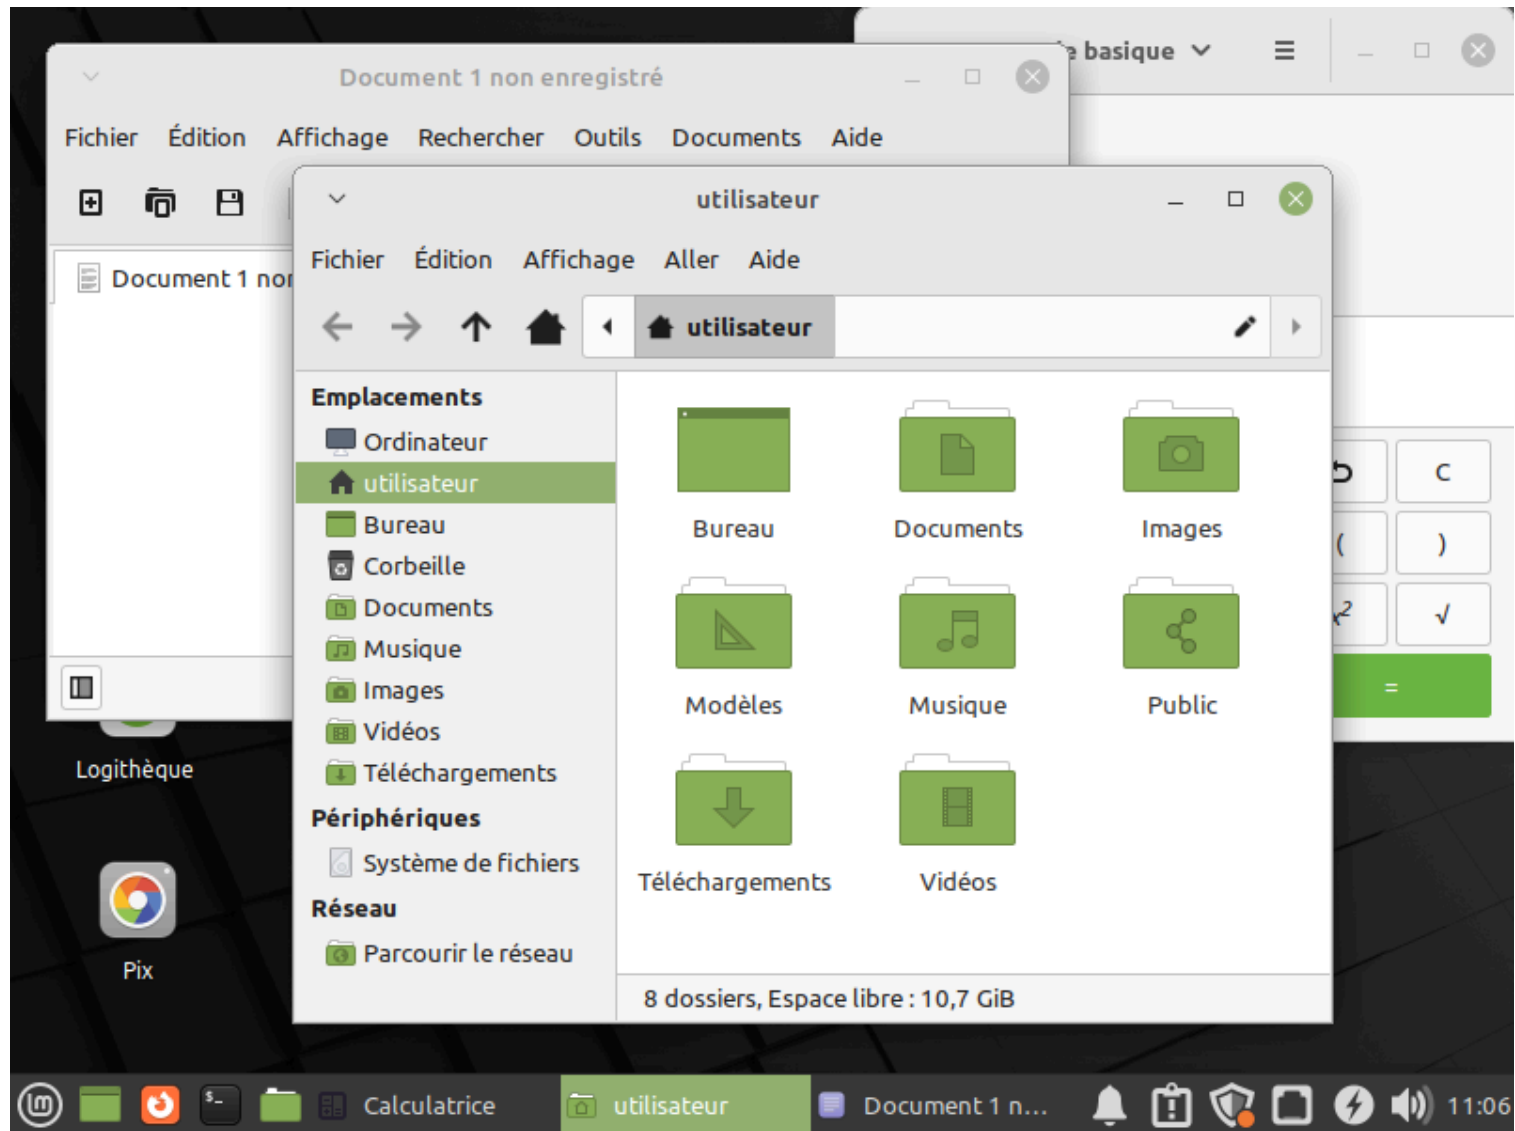 basique
Document 1 non enregistré
Fichier Édition Affichage Rechercher Outils Documents Aide
utilisateur
Fichier Édition Affichage Aller Aide
Document 1 non
utilisateur
Emplacements
Ordinateur
utilisateur
Bureau
Corbeille
Documents
Musique
Images
Vidéos
Téléchargements
Périphériques
Système de fichiers
Réseau
Parcourir le réseau
Bureau Documents Images
Modèles Musique Public
Téléchargements Vidéos
8 dossiers, Espace libre : 10,7 GiB
C
( )
x² √
=
Logithèque
Pix
Calculatrice utilisateur Document 1 n... 11:06